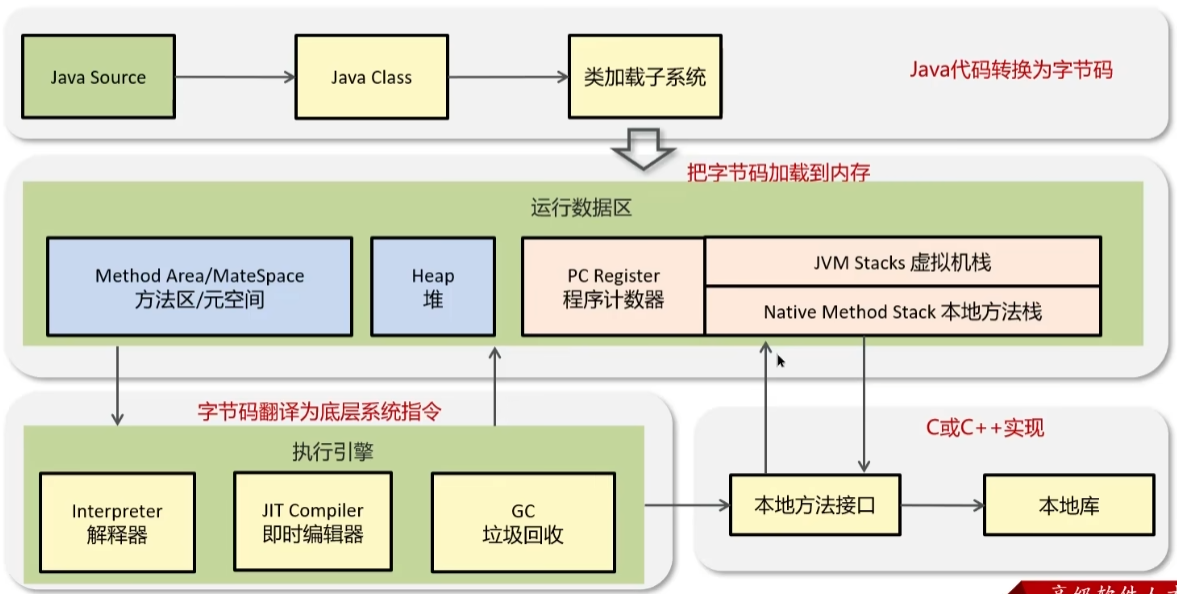 Java Source
Java Class
类加载子系统
Java代码转换为字节码
把字节码加载到内存
运行数据区
Method Area/MateSpace
方法区/元空间
Heap
堆
PC Register
程序计数器
JVM Stacks 虚拟机栈
Native Method Stack 本地方法栈
字节码翻译为底层系统指令
执行引擎
Interpreter
解释器
JIT Compiler
即时编辑器
GC
垃圾回收
C或C++实现
本地方法接口
本地库